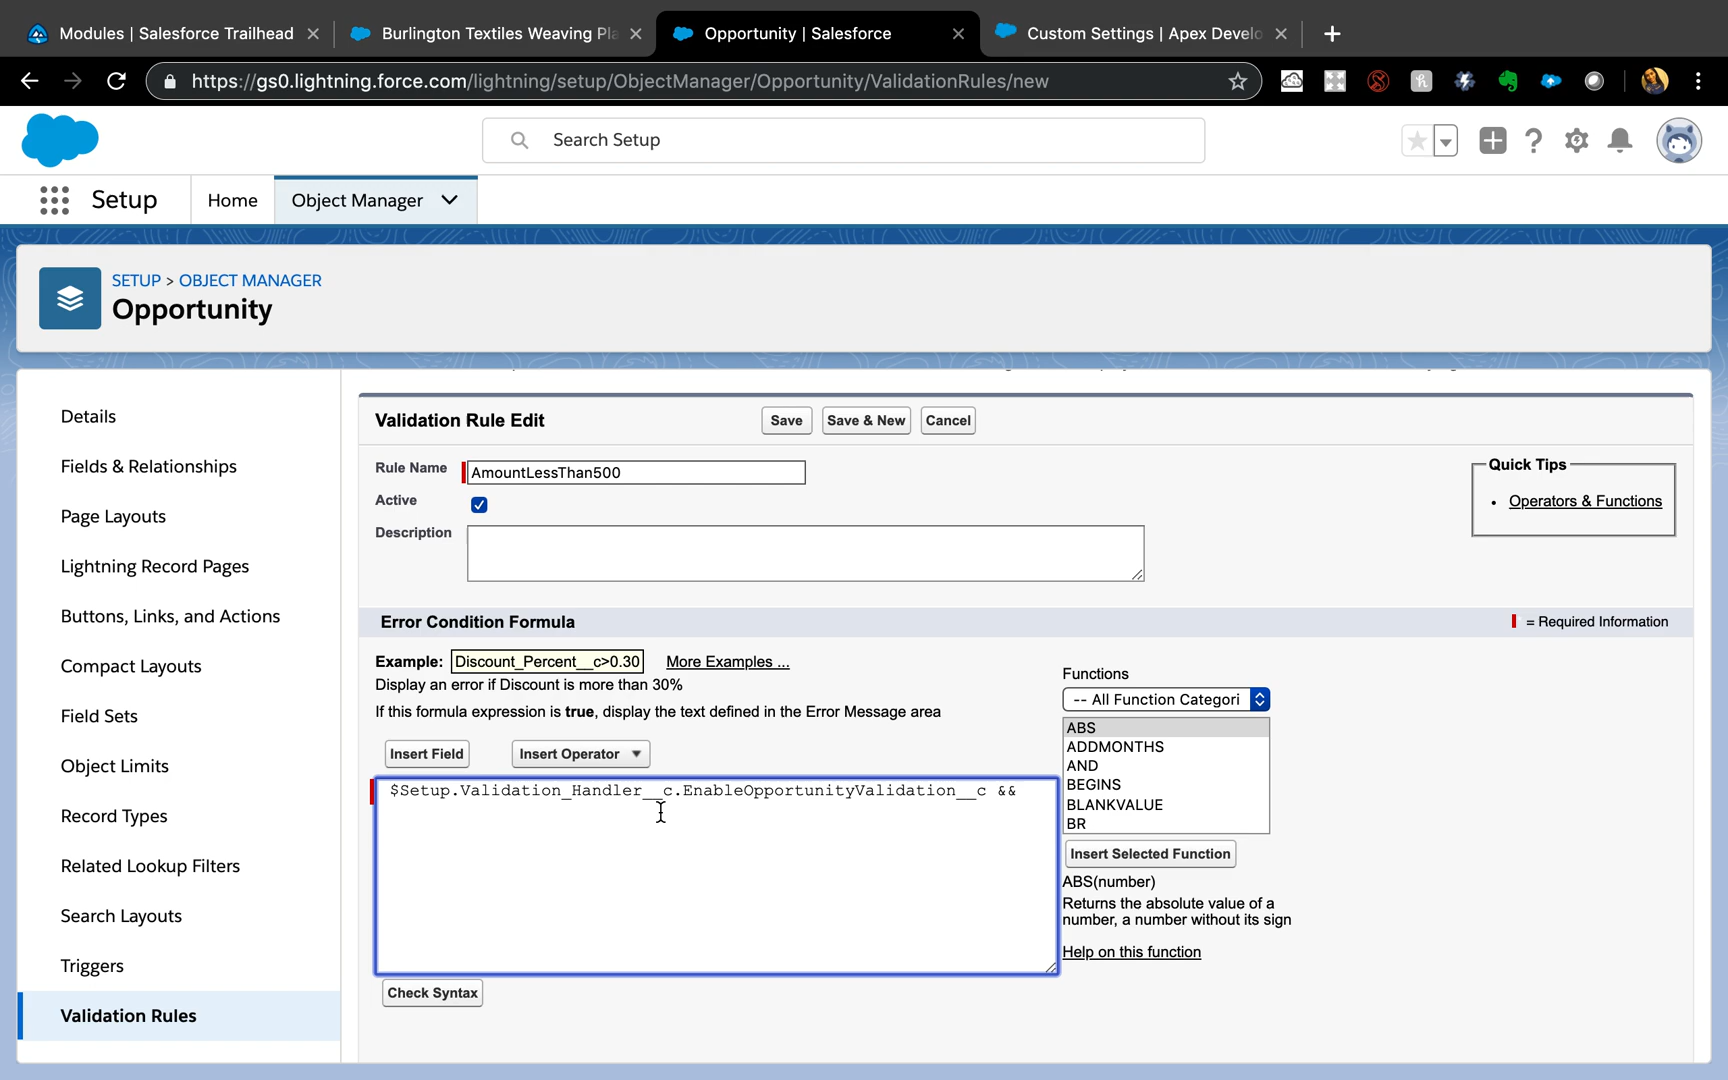 Modules | Salesforce Trailhead
Burlington Textiles Weaving Pla
Opportunity | Salesforce
Custom Settings | Apex Develo
https://gs0.lightning.force.com/lightning/setup/ObjectManager/Opportunity/ValidationRules/new
Search Setup
Setup
Home
Object Manager
SETUP > OBJECT MANAGER
Opportunity
Details
Fields & Relationships
Page Layouts
Lightning Record Pages
Buttons, Links, and Actions
Compact Layouts
Field Sets
Object Limits
Record Types
Related Lookup Filters
Search Layouts
Triggers
Validation Rules
Validation Rule Edit
Save
Save & New
Cancel
Rule Name
AmountLessThan500
Active
Description
Quick Tips
• Operators & Functions
Error Condition Formula
= Required Information
Example: Discount_Percent__c>0.30 More Examples ...
Display an error if Discount is more than 30%
If this formula expression is true, display the text defined in the Error Message area
Insert Field
Insert Operator
$Setup.Validation_Handler__c.EnableOpportunityValidation__c &&
Check Syntax
Functions
-- All Function Categori
ABS
ADDMONTHS
AND
BEGINS
BLANKVALUE
BR
Insert Selected Function
ABS(number)
Returns the absolute value of a
number, a number without its sign
Help on this function